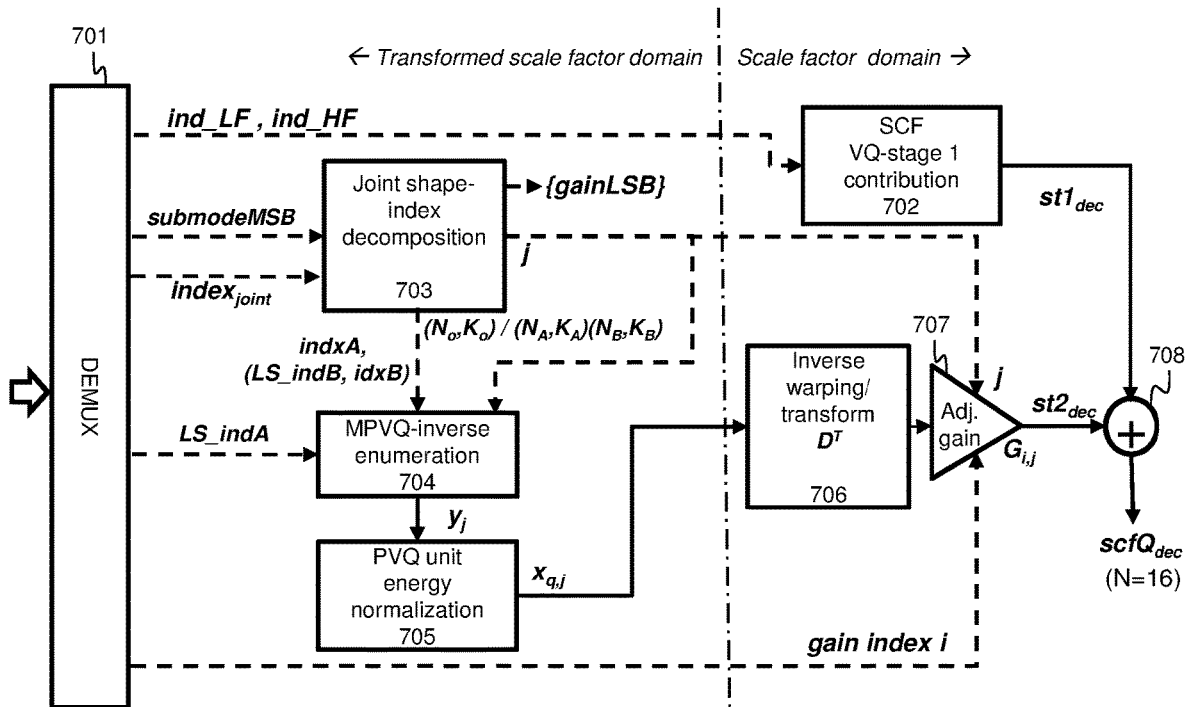 701
← Transformed scale factor domain
Scale factor domain →
ind_LF , ind_HF
SCF
VQ-stage 1
contribution
702
Joint shape-
index
decomposition
703
{gainLSB}
st1dec
submodeMSB
j
indexjoint
(No,Ko) / (NA,KA)(NB,KB)
707
indxA,
(LS_indB, idxB)
DEMUX
Inverse
warping/
transform
D^T
706
j
Adj.
gain
Gi,j
st2dec
708
+
LS_indA
MPVQ-inverse
enumeration
704
yj
scfQdec
(N=16)
PVQ unit
energy
normalization
705
xq,j
gain index i